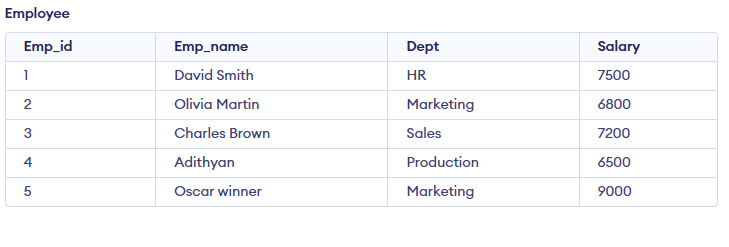 Employee
Emp_id Emp_name Dept Salary
1 David Smith HR 7500
2 Olivia Martin Marketing 6800
3 Charles Brown Sales 7200
4 Adithyan Production 6500
5 Oscar winner Marketing 9000